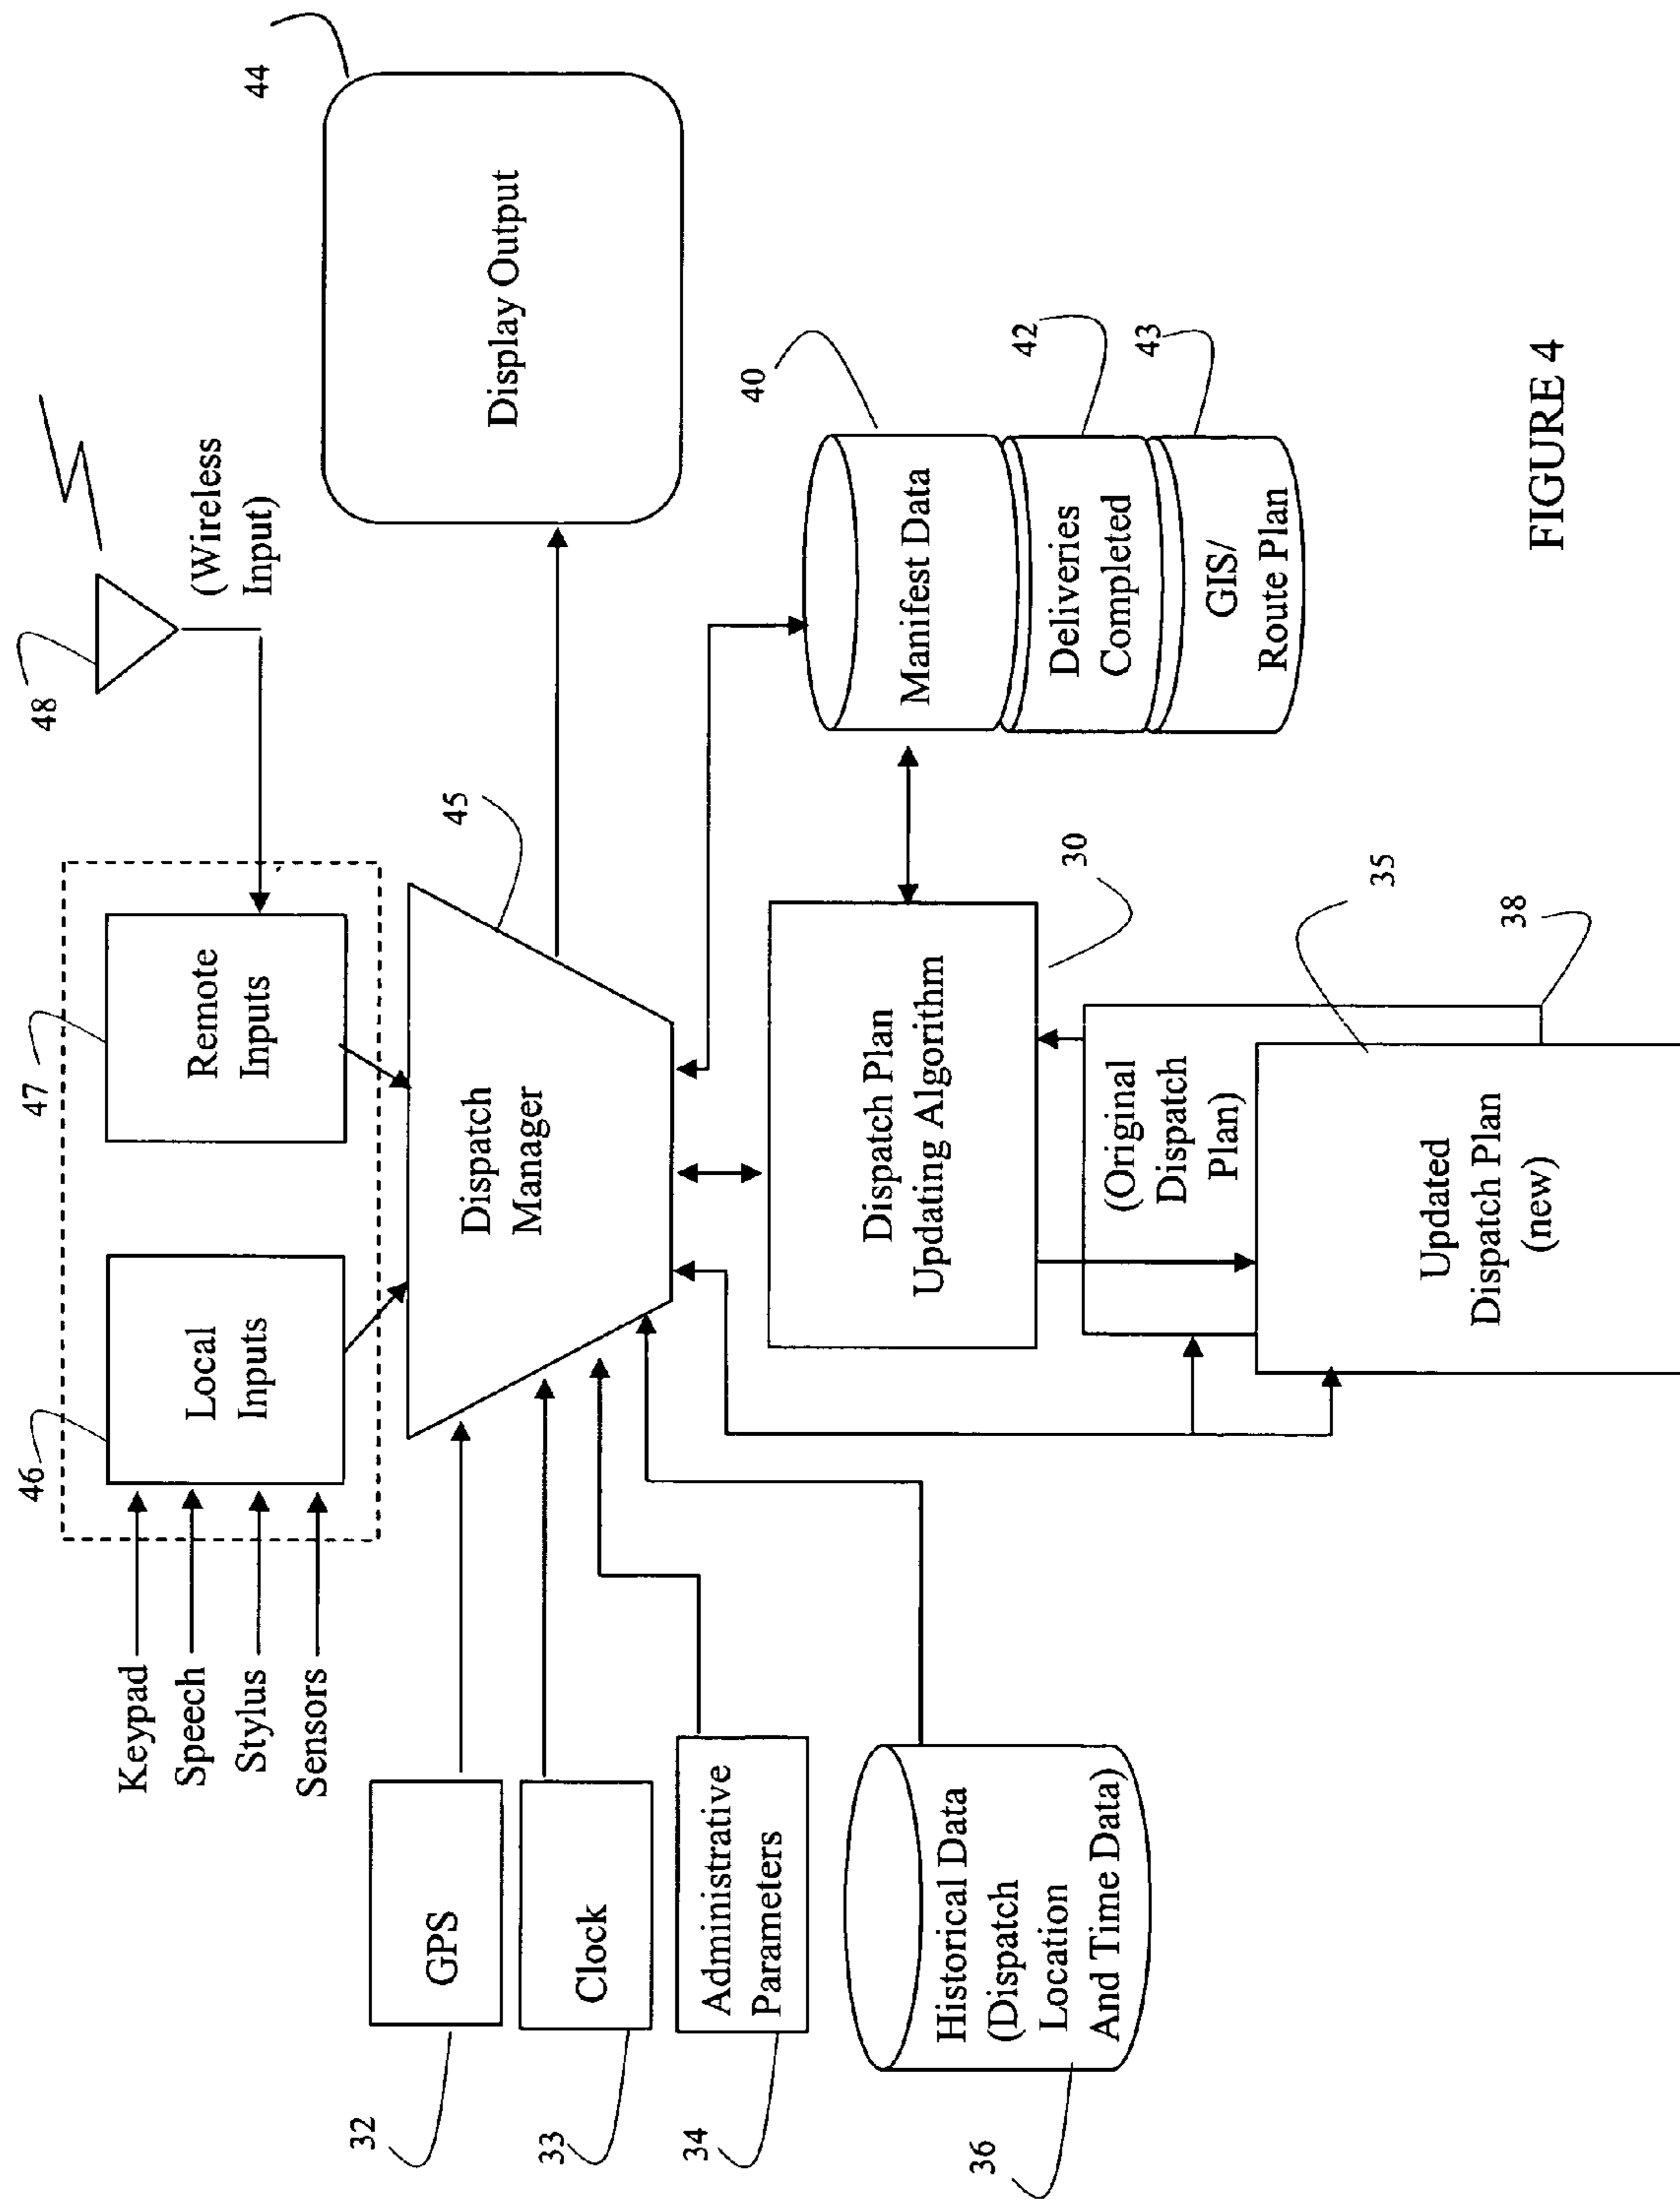 Keypad
Speech
Stylus
Sensors
46
Local
Inputs
47
Remote
Inputs
48
(Wireless
Input)
44
Display Output
32
GPS
33
Clock
34
Administrative
Parameters
36
Historical Data
(Dispatch
Location
And Time Data)
Dispatch
Manager
45
Dispatch Plan
Updating Algorithm
30
40
Manifest Data
42
Deliveries
Completed
43
GIS/
Route Plan
(Original
Dispatch
Plan)
35
38
Updated
Dispatch Plan
(new)
FIGURE 4